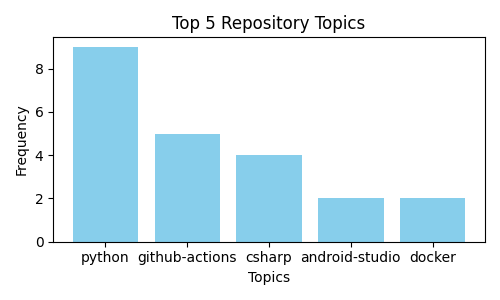 Top 5 Repository Topics
Frequency
8
6
4
2
0
python github-actions csharp android-studio docker
Topics